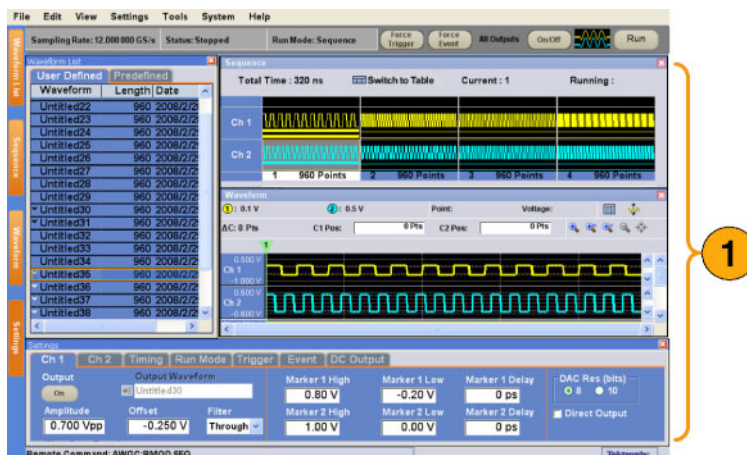 File Edit View Settings Tools System Help
Sampling Rate: 12.000 000 GS/s Status: Stopped Run Mode: Sequence Force Trigger Force Event All Outputs On/Off Run
Waveform List
Sequence
Waveform
Settings
Waveform List
User Defined Predefined
Waveform Length Date
Untitled22 960 2008/2/2
Untitled23 960 2008/2/2
Untitled24 960 2008/2/2
Untitled25 960 2008/2/2
Untitled26 960 2008/2/2
Untitled27 960 2008/2/2
Untitled28 960 2008/2/2
Untitled29 960 2008/2/2
Untitled30 960 2008/2/2
Untitled31 960 2008/2/2
Untitled32 960 2008/2/2
Untitled33 960 2008/2/2
Untitled34 960 2008/2/2
Untitled35 960 2008/2/2
Untitled36 960 2008/2/2
Untitled37 960 2008/2/2
Untitled38 960 2008/2/2
Sequence
Total Time : 320 ns Switch to Table Current : 1 Running :
Ch 1
Ch 2
1 960 Points 2 960 Points 3 960 Points 4 960 Points
Waveform
1 : 0.1 V 2 : 0.5 V Point: Voltage:
ΔC: 0 Pts C1 Pos: 0 Pts C2 Pos: 0 Pts
1
0.500 V
Ch 1
-1.000 V
0.600 V
Ch 2
-0.600 V
1
Settings
Ch 1 Ch 2 Timing Run Mode Trigger Event DC Output
Output Output Waveform Marker 1 High Marker 1 Low Marker 1 Delay DAC Res (bits)
On Untitled30 0.80 V -0.20 V 0 ps 8 10
Amplitude Offset Filter Marker 2 High Marker 2 Low Marker 2 Delay Direct Output
0.700 Vpp -0.250 V Through 1.00 V 0.00 V 0 ps
Remote Command: AWGC:RMOD SEQ Tektronix